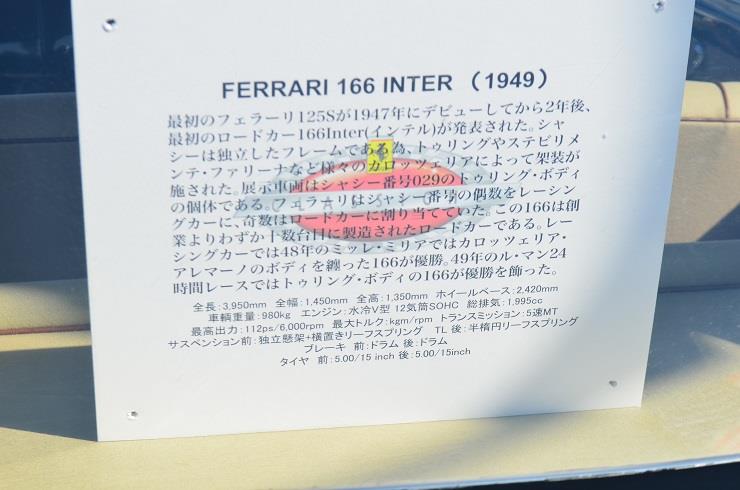 FERRARI 166 INTER （1949）
最初のフェラーリ125Sが1947年にデビューしてから2年後、
最初のロードカー166Inter(インテル)が発表された。シャ
シーは独立したフレームである為、トゥリングやステビリメ
ンテ・ファリーナなど様々のカロッツェリアによって架装が
施された。展示車両はシャシー番号029のトゥリング・ボディ
の個体である。フェラーリはシャシー番号の偶数をレーシン
グカーに、奇数はロードカーに割り当てていた。この166は創
業よりわずか十数台目に製造されたロードカーである。レー
シングカーでは48年のミッレ・ミリアではカロッツェリア・
アレマーノのボディを纏った166が優勝。49年のル・マン24
時間レースではトゥリング・ボディの166が優勝を飾った。
全長：3,950mm 全幅：1,450mm 全高：1,350mm ホイールベース：2,420mm
車輌重量：980kg エンジン：水冷V型 12気筒SOHC 総排気：1,995cc
最高出力：112ps/6,000rpm 最大トルク：kgm/rpm トランスミッション：5速MT
サスペンション前：独立懸架+横置きリーフスプリング TL 後：半楕円リーフスプリング
ブレーキ 前：ドラム 後：ドラム
タイヤ 前：5.00/15 inch 後：5.00/15inch